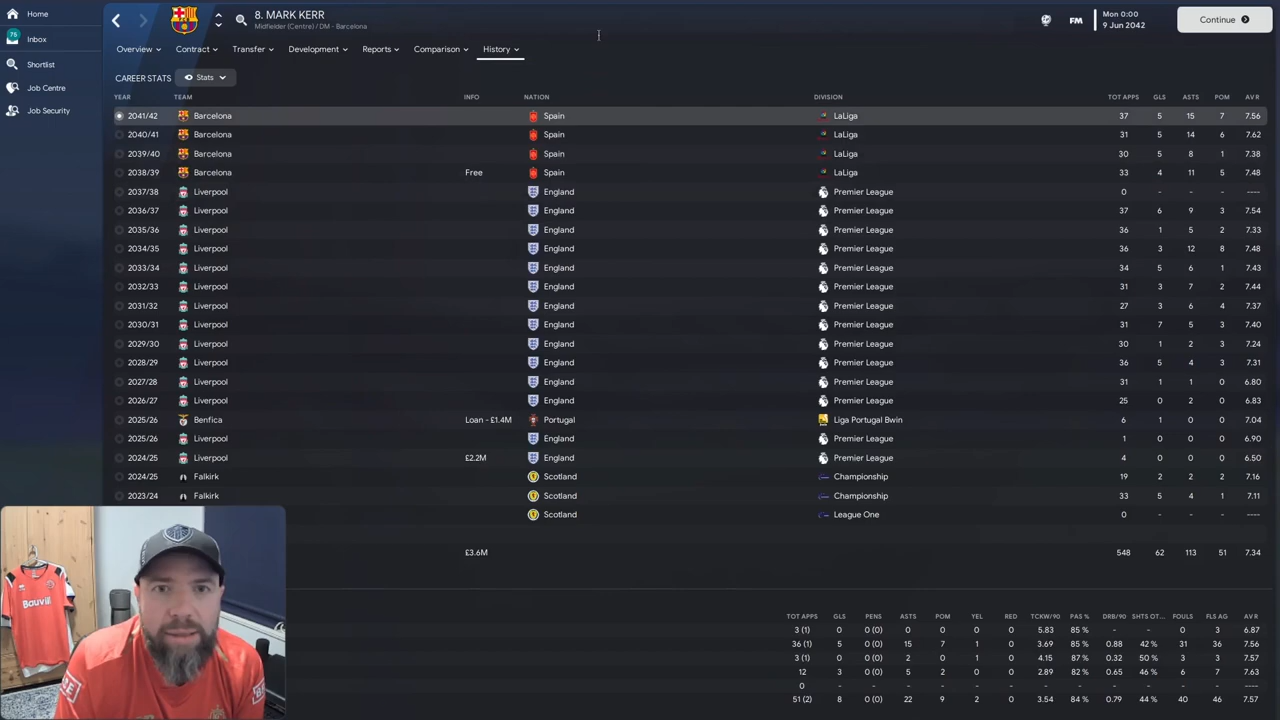 8. MARK KERR
Midfielder (Centre) / DM - Barcelona
FM
Mon 0:00
9 Jun 2042
Continue
Home
75
Inbox
Shortlist
Job Centre
Job Security
Overview Contract Transfer Development Reports Comparison History
CAREER STATS Stats
YEAR TEAM INFO NATION DIVISION TOT APPS GLS ASTS POM AVR
2041/42 Barcelona Spain LaLiga 37 5 15 7 7.56
2040/41 Barcelona Spain LaLiga 31 5 14 6 7.62
2039/40 Barcelona Spain LaLiga 30 5 8 1 7.38
2038/39 Barcelona Free Spain LaLiga 33 4 11 5 7.48
2037/38 Liverpool England Premier League 0 - - - ----
2036/37 Liverpool England Premier League 37 6 9 3 7.54
2035/36 Liverpool England Premier League 36 1 5 2 7.33
2034/35 Liverpool England Premier League 36 3 12 8 7.48
2033/34 Liverpool England Premier League 34 5 6 1 7.43
2032/33 Liverpool England Premier League 31 3 7 2 7.44
2031/32 Liverpool England Premier League 27 3 6 4 7.37
2030/31 Liverpool England Premier League 31 7 5 3 7.40
2029/30 Liverpool England Premier League 30 1 2 3 7.24
2028/29 Liverpool England Premier League 36 5 4 3 7.31
2027/28 Liverpool England Premier League 31 1 1 0 6.80
2026/27 Liverpool England Premier League 25 0 2 0 6.83
2025/26 Benfica Loan - £1.4M Portugal Liga Portugal Bwin 6 1 0 0 7.04
2025/26 Liverpool England Premier League 1 0 0 0 6.90
2024/25 Liverpool £2.2M England Premier League 4 0 0 0 6.50
2024/25 Falkirk Scotland Championship 19 2 2 2 7.16
2023/24 Falkirk Scotland Championship 33 5 4 1 7.11
Scotland League One 0 - - - ----
£3.6M 548 62 113 51 7.34
TOT APPS GLS PENS ASTS POM YEL RED TCKW/90 PAS % DRB/90 SHTS OT... FOULS FLS AG AVR
3 (1) 0 0 (0) 0 0 0 0 5.83 85 % - - 0 3 6.87
36 (1) 5 0 (0) 15 7 1 0 3.69 85 % 0.88 42 % 31 36 7.56
3 (1) 0 0 (0) 2 0 1 0 4.15 87 % 0.32 50 % 3 3 7.57
12 3 0 (0) 5 2 0 0 2.89 82 % 0.65 46 % 6 7 7.63
0 - - - - - - - - - - - - ----
51 (2) 8 0 (0) 22 9 2 0 3.54 84 % 0.79 44 % 40 46 7.57
Bauvill